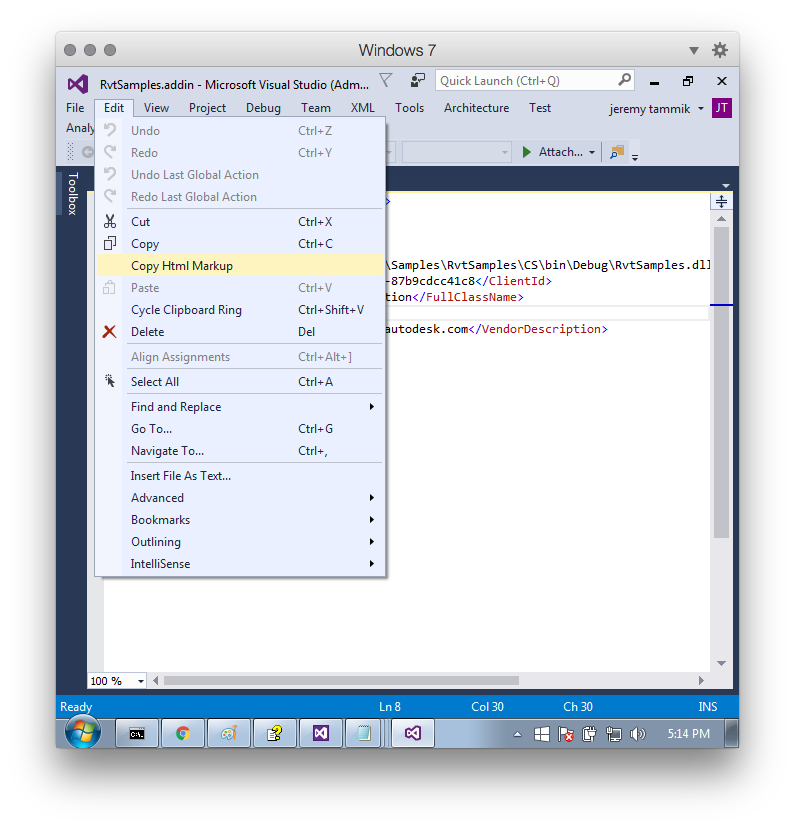 Windows 7
RvtSamples.addin - Microsoft Visual Studio (Adm...
Quick Launch (Ctrl+Q)
File Edit View Project Debug Team XML Tools Architecture Test jeremy tammik JT
Analy
Attach...
Toolbox
Undo Ctrl+Z
Redo Ctrl+Y
Undo Last Global Action
Redo Last Global Action
>
Cut Ctrl+X
Copy Ctrl+C
Copy Html Markup \Samples\RvtSamples\CS\bin\Debug\RvtSamples.dll
-87b9cdcc41c8</ClientId>
Paste Ctrl+V
tion</FullClassName>
Cycle Clipboard Ring Ctrl+Shift+V
Delete Del autodesk.com</VendorDescription>
Align Assignments Ctrl+Alt+]
Select All Ctrl+A
Find and Replace
Go To... Ctrl+G
Navigate To... Ctrl+,
Insert File As Text...
Advanced
Bookmarks
Outlining
IntelliSense
100 %
Ready Ln 8 Col 30 Ch 30 INS
C:\.
5:14 PM